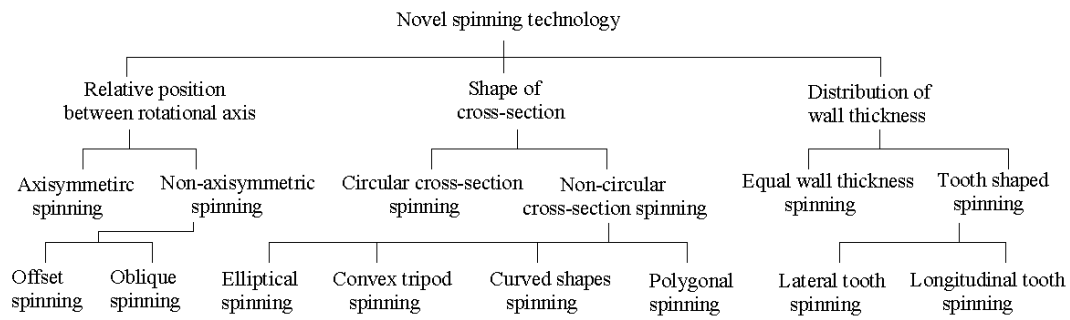 Novel spinning technology
Relative position
between rotational axis
Shape of
cross-section
Distribution of
wall thickness
Axisymmetirc
spinning
Non-axisymmetric
spinning
Circular cross-section
spinning
Non-circular
cross-section spinning
Equal wall thickness
spinning
Tooth shaped
spinning
Offset
spinning
Oblique
spinning
Elliptical
spinning
Convex tripod
spinning
Curved shapes
spinning
Polygonal
spinning
Lateral tooth
spinning
Longitudinal tooth
spinning